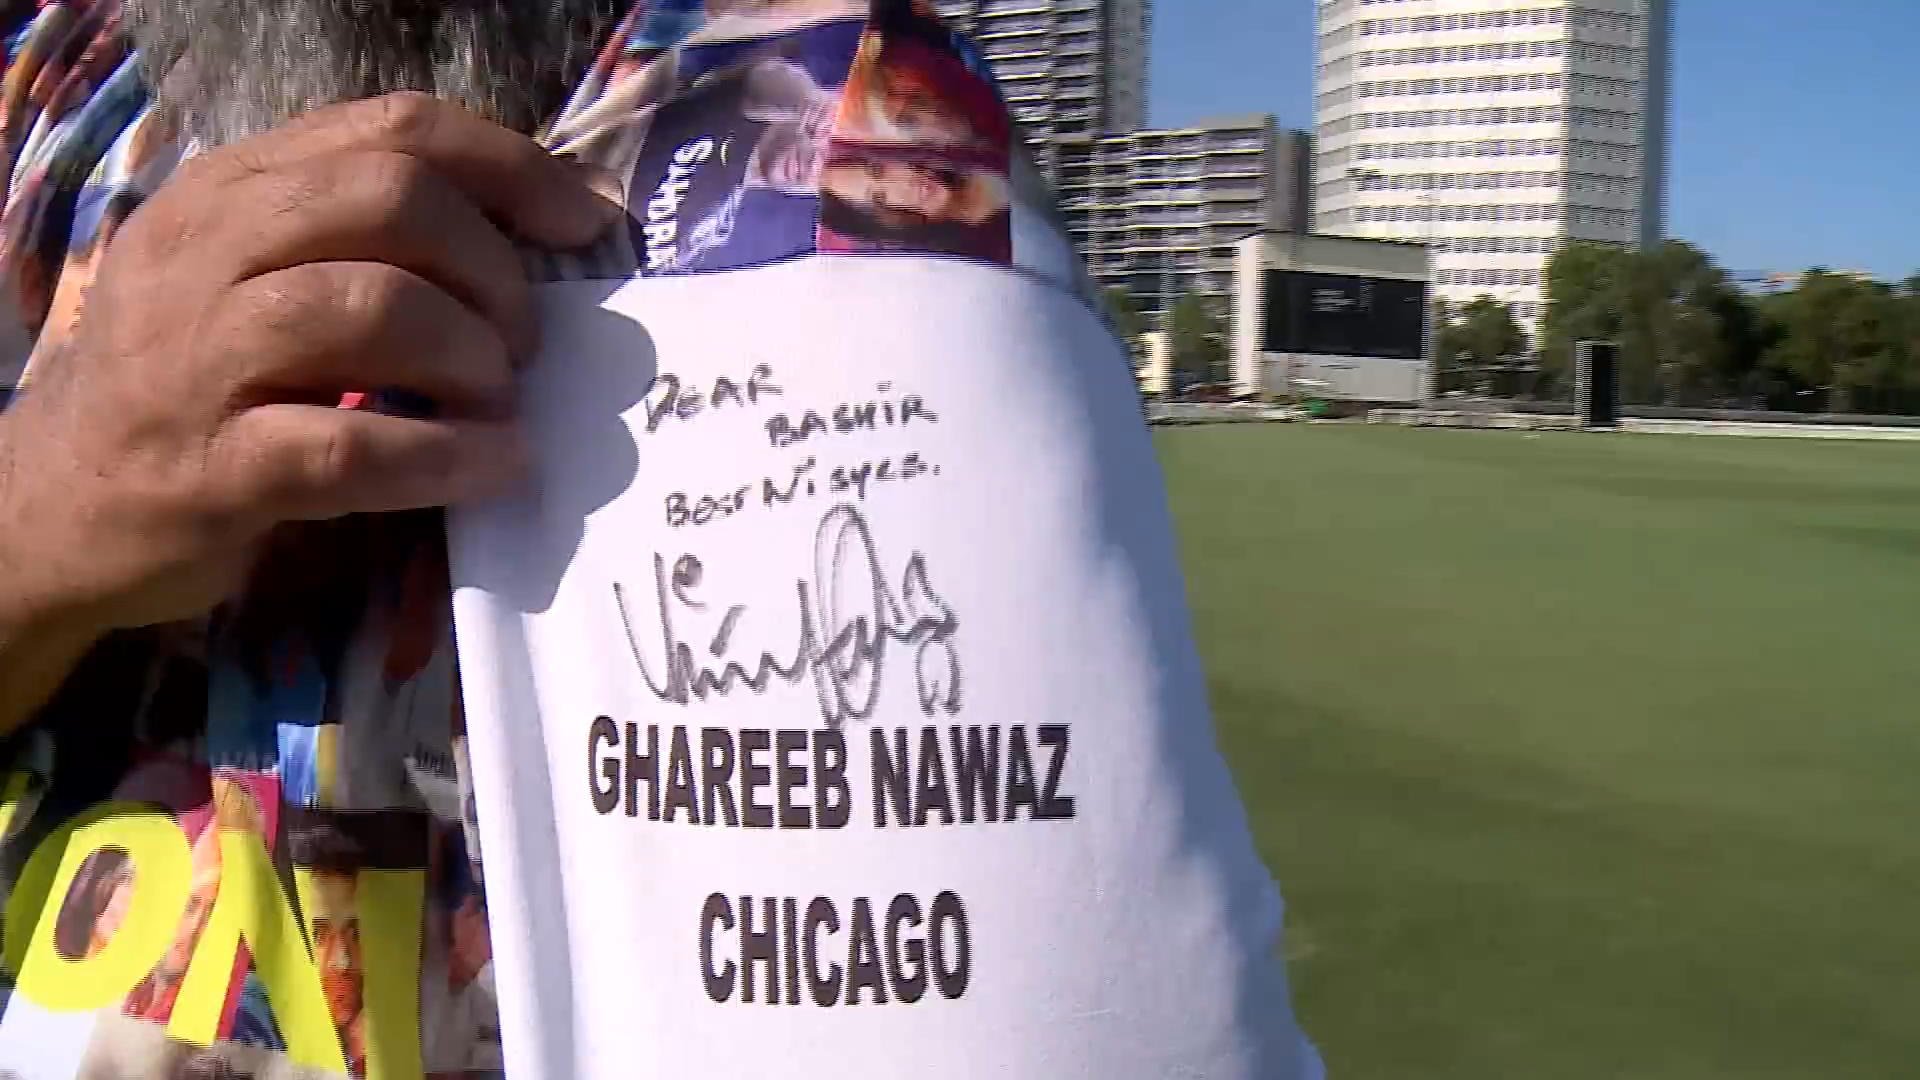 DEAR
BASHIR
BEST WISHES.
GHAREEB NAWAZ
CHICAGO